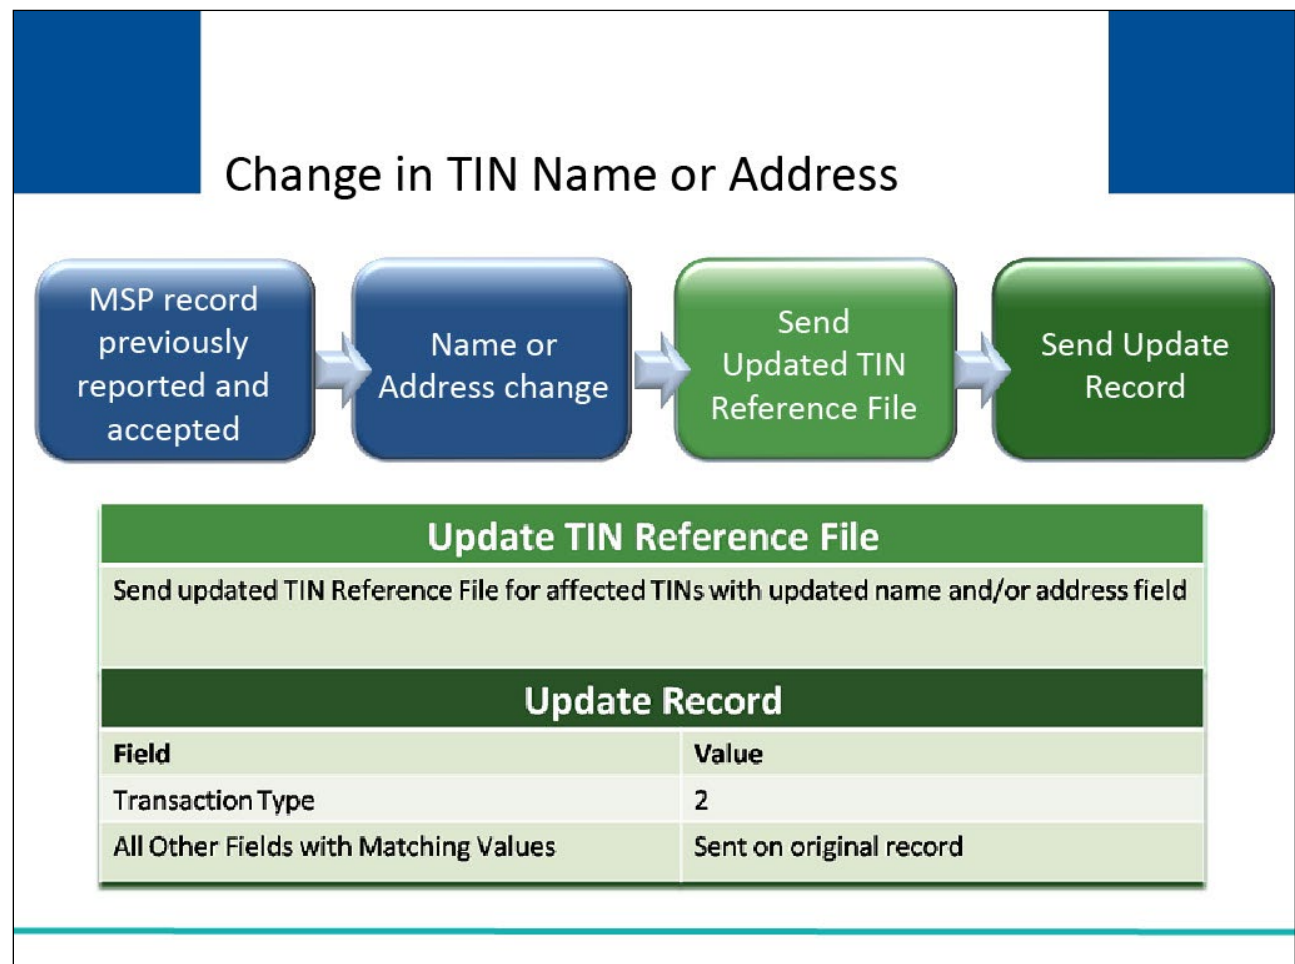 Change in TIN Name or Address
MSP record
previously
reported and
accepted
Name or
Address change
Send
Updated TIN
Reference File
Send Update
Record
Update TIN Reference File
Send updated TIN Reference File for affected TINs with updated name and/or address field
Update Record
Field Value
Transaction Type 2
All Other Fields with Matching Values Sent on original record